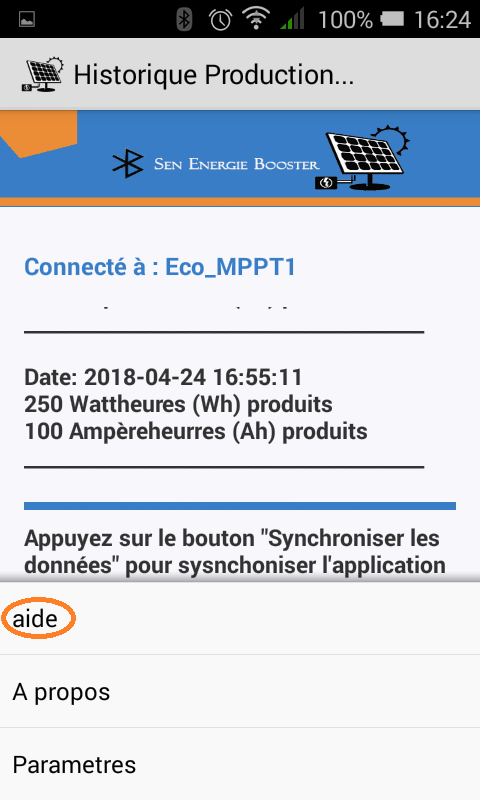 100% 16:24
Historique Production...
SEN ENERGIE BOOSTER
Connecté à : Eco_MPPT1
Date: 2018-04-24 16:55:11
250 Wattheures (Wh) produits
100 Ampèreheurres (Ah) produits
Appuyez sur le bouton "Synchroniser les
données" pour sysnchoniser l'application
aide
A propos
Parametres